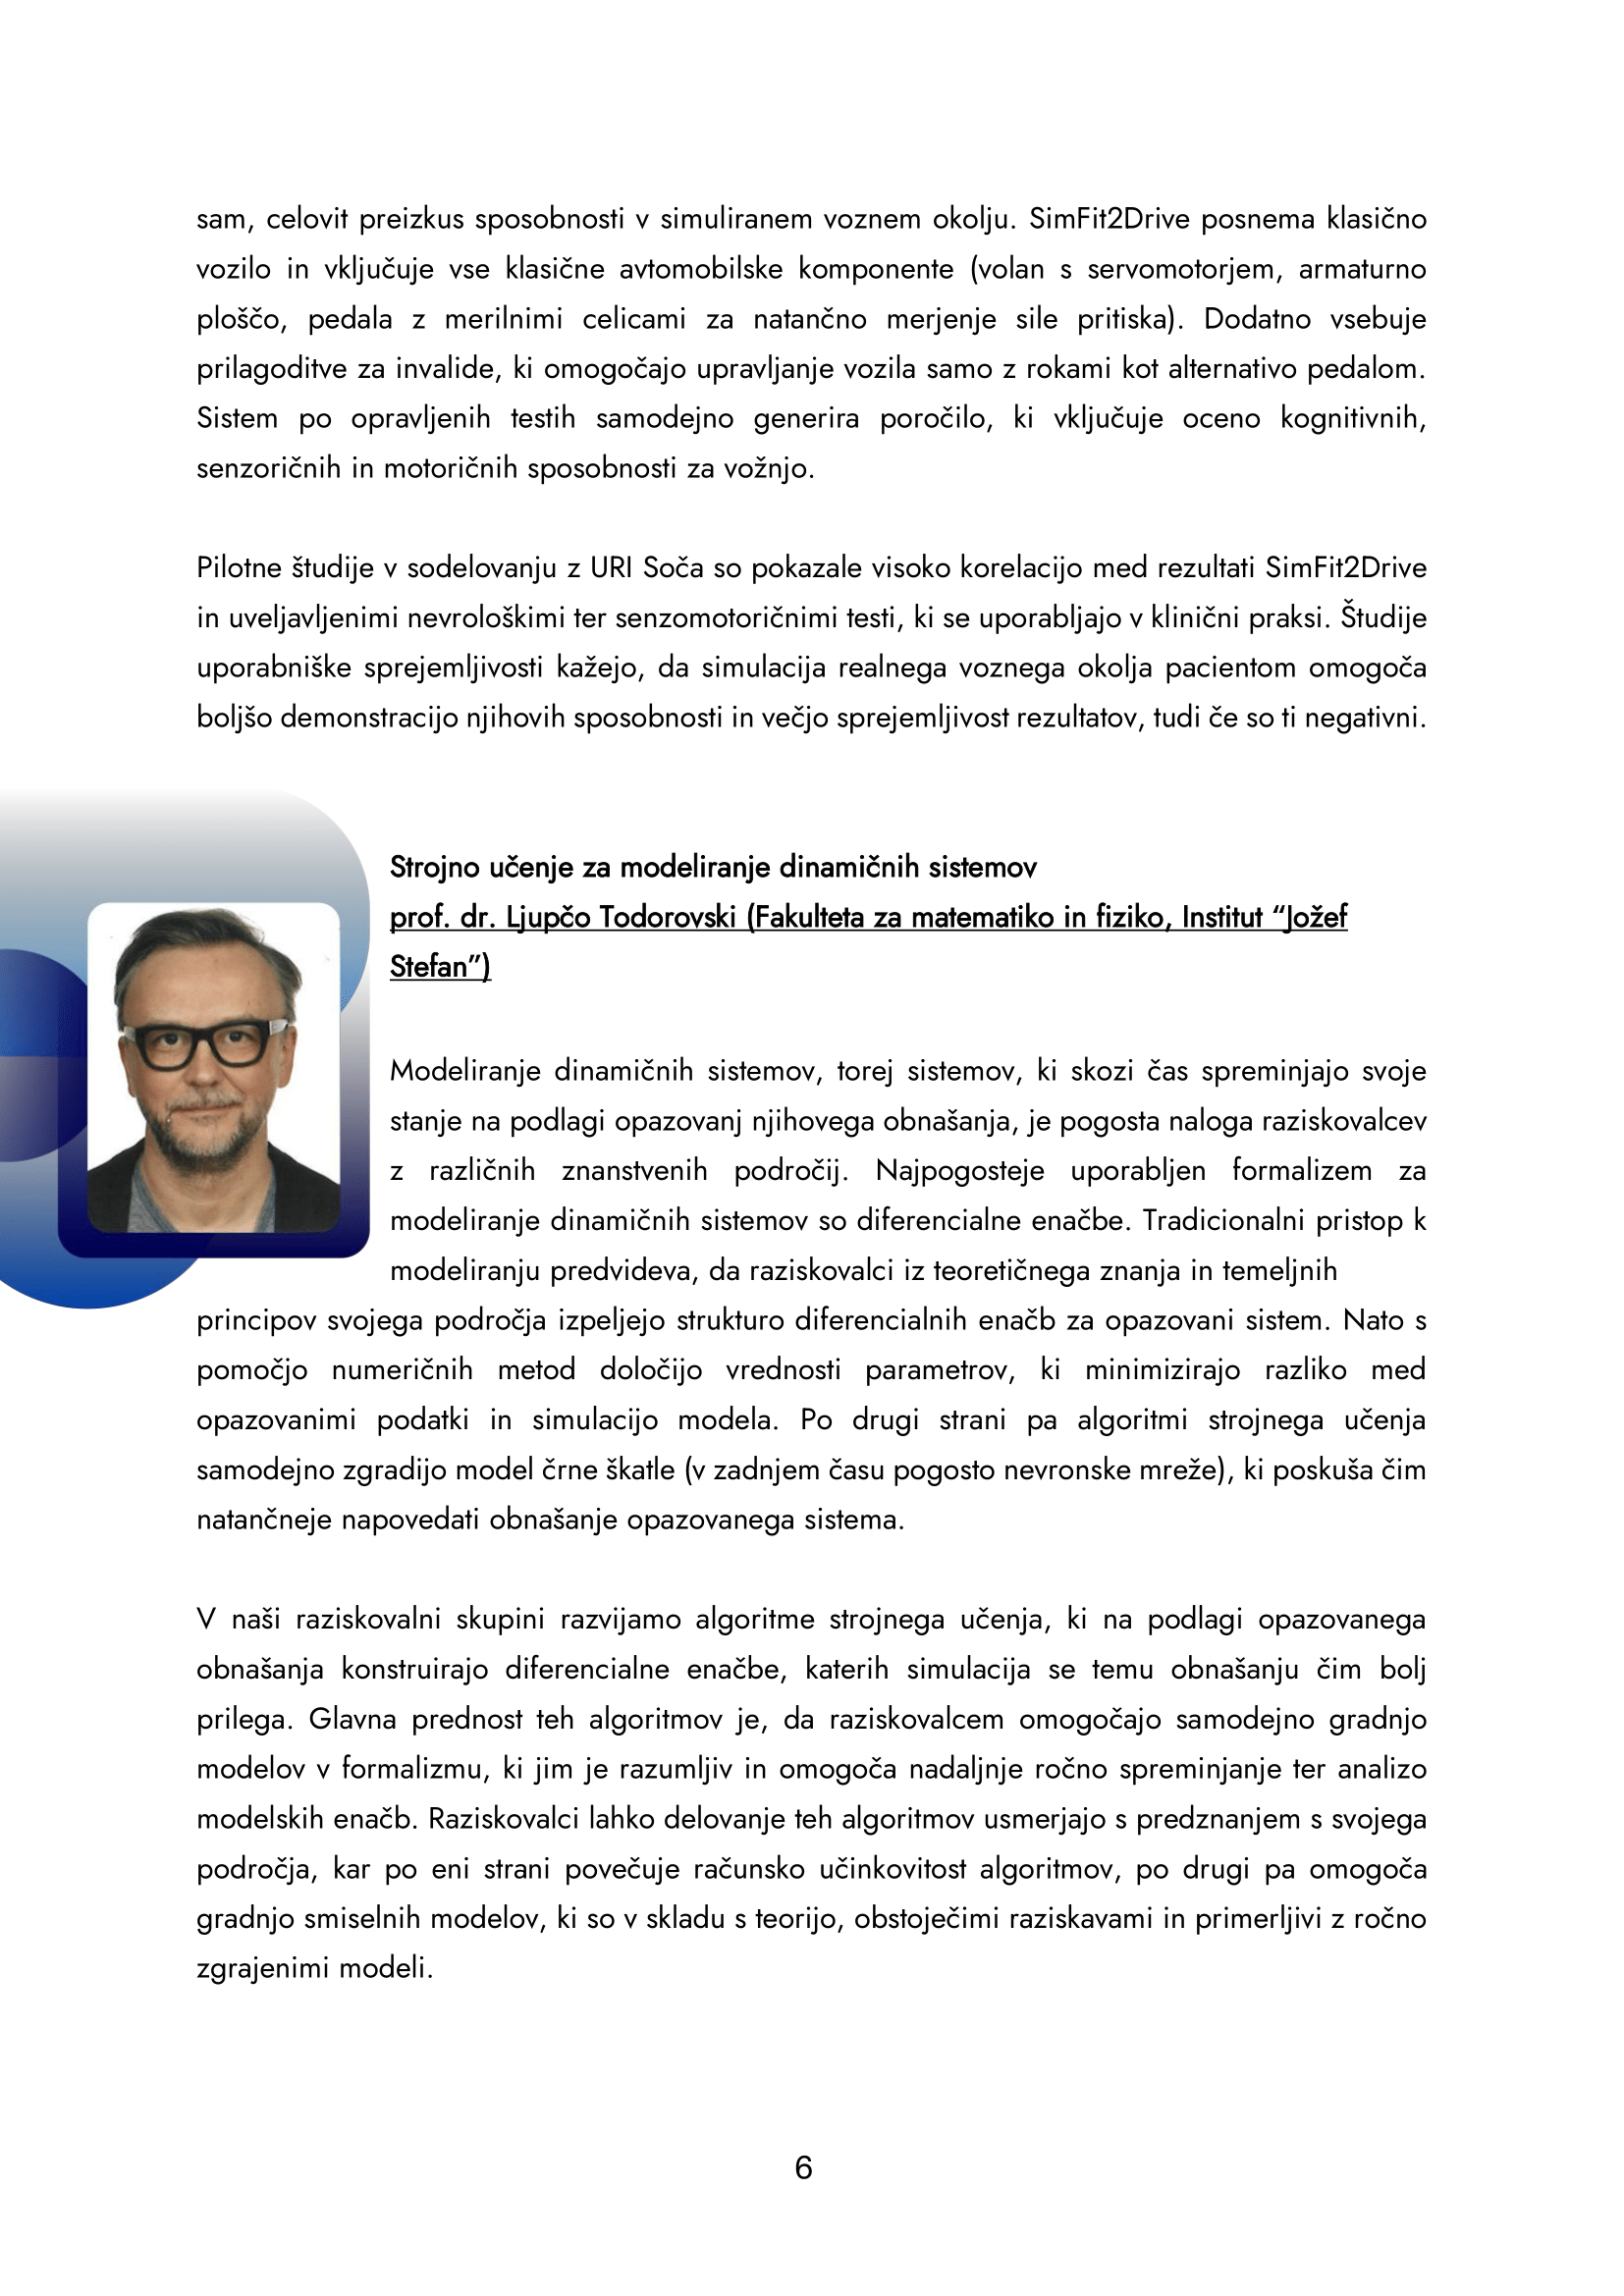 sam, celovit preizkus sposobnosti v simuliranem voznem okolju. SimFit2Drive posnema klasično
vozilo in vključuje vse klasične avtomobilske komponente (volan s servomotorjem, armaturno
ploščo, pedala z merilnimi celicami za natančno merjenje sile pritiska). Dodatno vsebuje
prilagoditve za invalide, ki omogočajo upravljanje vozila samo z rokami kot alternativo pedalom.
Sistem po opravljenih testih samodejno generira poročilo, ki vključuje oceno kognitivnih,
senzoričnih in motoričnih sposobnosti za vožnjo.
Pilotne študije v sodelovanju z URI Soča so pokazale visoko korelacijo med rezultati SimFit2Drive
in uveljavljenimi nevrološkimi ter senzomotoričnimi testi, ki se uporabljajo v klinični praksi. Študije
uporabniške sprejemljivosti kažejo, da simulacija realnega voznega okolja pacientom omogoča
boljšo demonstracijo njihovih sposobnosti in večjo sprejemljivost rezultatov, tudi če so ti negativni.
Strojno učenje za modeliranje dinamičnih sistemov
prof. dr. Ljupčo Todorovski (Fakulteta za matematiko in fiziko, Institut “Jožef
Stefan”)
Modeliranje dinamičnih sistemov, torej sistemov, ki skozi čas spreminjajo svoje
stanje na podlagi opazovanj njihovega obnašanja, je pogosta naloga raziskovalcev
z različnih znanstvenih področij. Najpogosteje uporabljen formalizem za
modeliranje dinamičnih sistemov so diferencialne enačbe. Tradicionalni pristop k
modeliranju predvideva, da raziskovalci iz teoretičnega znanja in temeljnih
principov svojega področja izpeljejo strukturo diferencialnih enačb za opazovani sistem. Nato s
pomočjo numeričnih metod določijo vrednosti parametrov, ki minimizirajo razliko med
opazovanimi podatki in simulacijo modela. Po drugi strani pa algoritmi strojnega učenja
samodejno zgradijo model črne škatle (v zadnjem času pogosto nevronske mreže), ki poskuša čim
natančneje napovedati obnašanje opazovanega sistema.
V naši raziskovalni skupini razvijamo algoritme strojnega učenja, ki na podlagi opazovanega
obnašanja konstruirajo diferencialne enačbe, katerih simulacija se temu obnašanju čim bolj
prilega. Glavna prednost teh algoritmov je, da raziskovalcem omogočajo samodejno gradnjo
modelov v formalizmu, ki jim je razumljiv in omogoča nadaljnje ročno spreminjanje ter analizo
modelskih enačb. Raziskovalci lahko delovanje teh algoritmov usmerjajo s predznanjem s svojega
področja, kar po eni strani povečuje računsko učinkovitost algoritmov, po drugi pa omogoča
gradnjo smiselnih modelov, ki so v skladu s teorijo, obstoječimi raziskavami in primerljivi z ročno
zgrajenimi modeli.
6